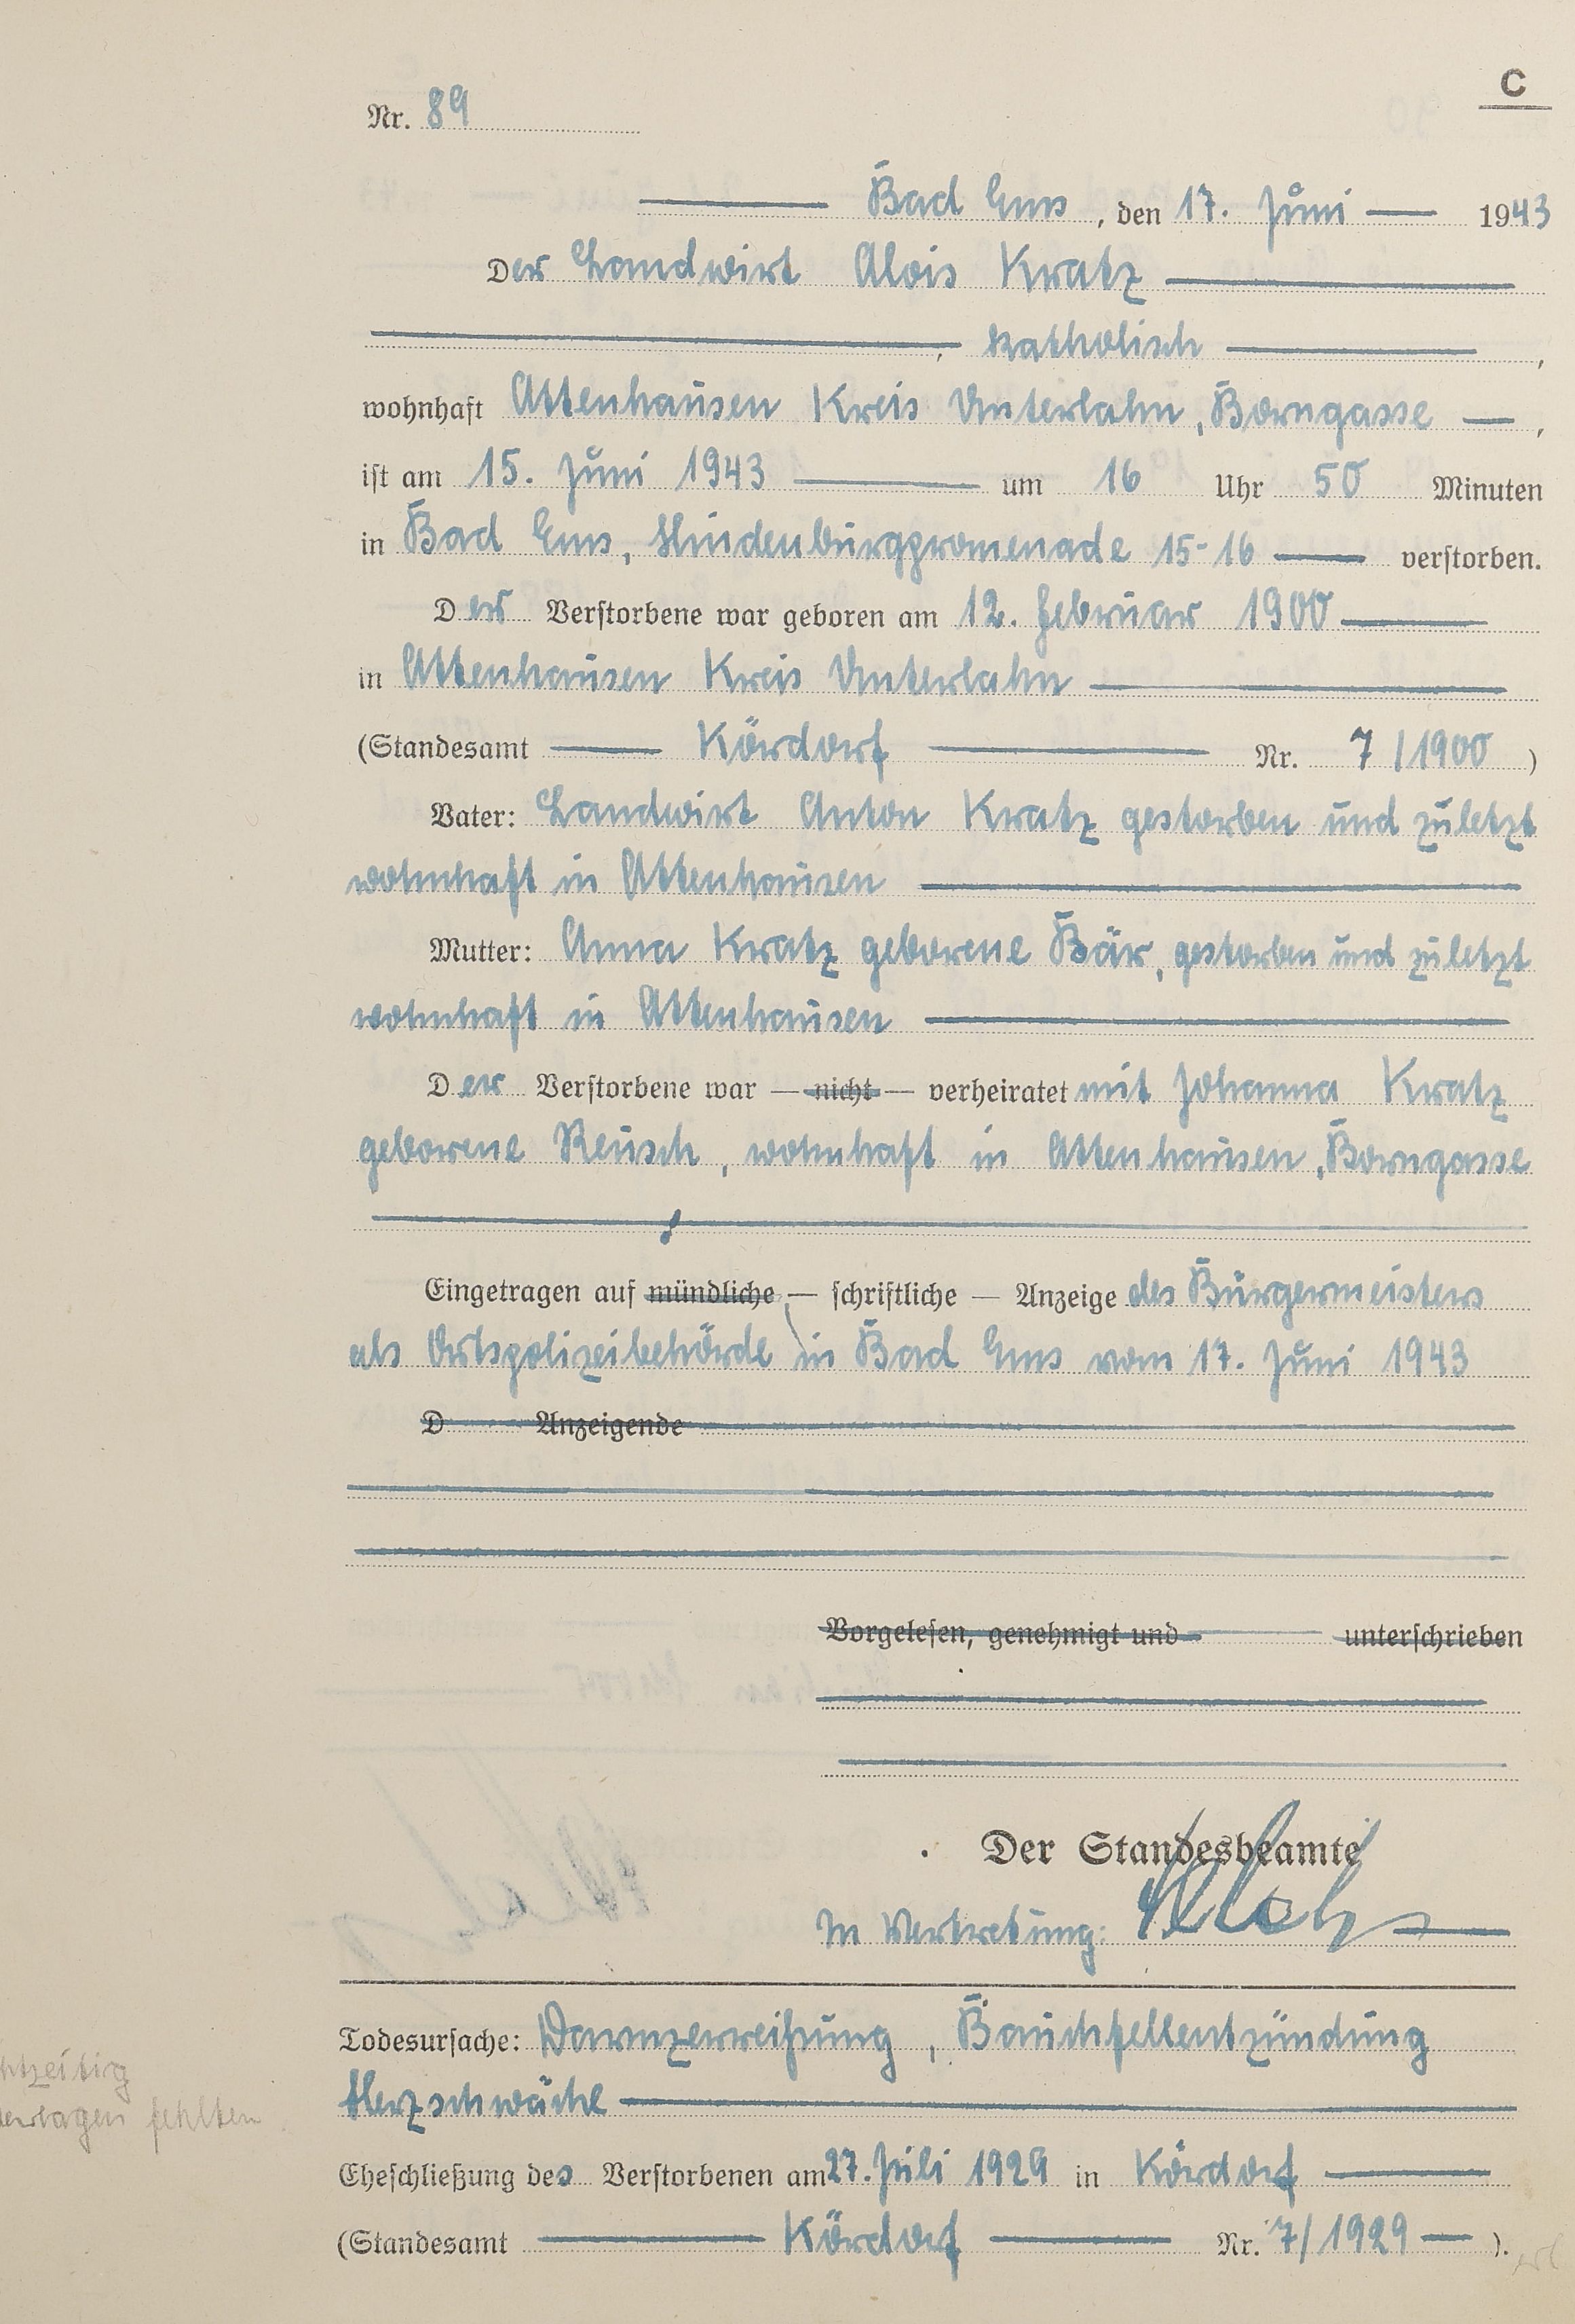 C
Nr. 89
Bad Ems, den 17. Juni 1943
Der Landwirt Alois Kratz
, katholisch ,
wohnhaft Attenhausen Kreis Unterlahn, Borngasse ,
ist am 15. Juni 1943 um 16 Uhr 50 Minuten
in Bad Ems, Hindenburgpromenade 15-16 verstorben.
Der Verstorbene war geboren am 12. Februar 1900
in Attenhausen Kreis Unterlahn
(Standesamt Kördorf Nr. 7/1900 )
Vater: Landwirt Anton Kratz gestorben und zuletzt
wohnhaft in Attenhausen
Mutter: Anna Kratz geborene Bär, gestorben und zuletzt
wohnhaft in Attenhausen
Der Verstorbene war — nicht — verheiratet mit Johanna Kratz
geborene Reusch, wohnhaft in Attenhausen, Borngasse
Eingetragen auf mündliche — schriftliche — Anzeige des Bürgermeisters
als Ortspolizeibehörde in Bad Ems vom 17. Juni 1943
D Anzeigende
Vorgelesen, genehmigt und unterschrieben
Der Standesbeamte
In Vertretung:
Todesursache: Darmzerreißung, Bauchfellentzündung
Herzschwäche
Eheschließung des Verstorbenen am 27. Juli 1929 in Kördorf
(Standesamt Kördorf Nr. 7/1929 ).
fehlten